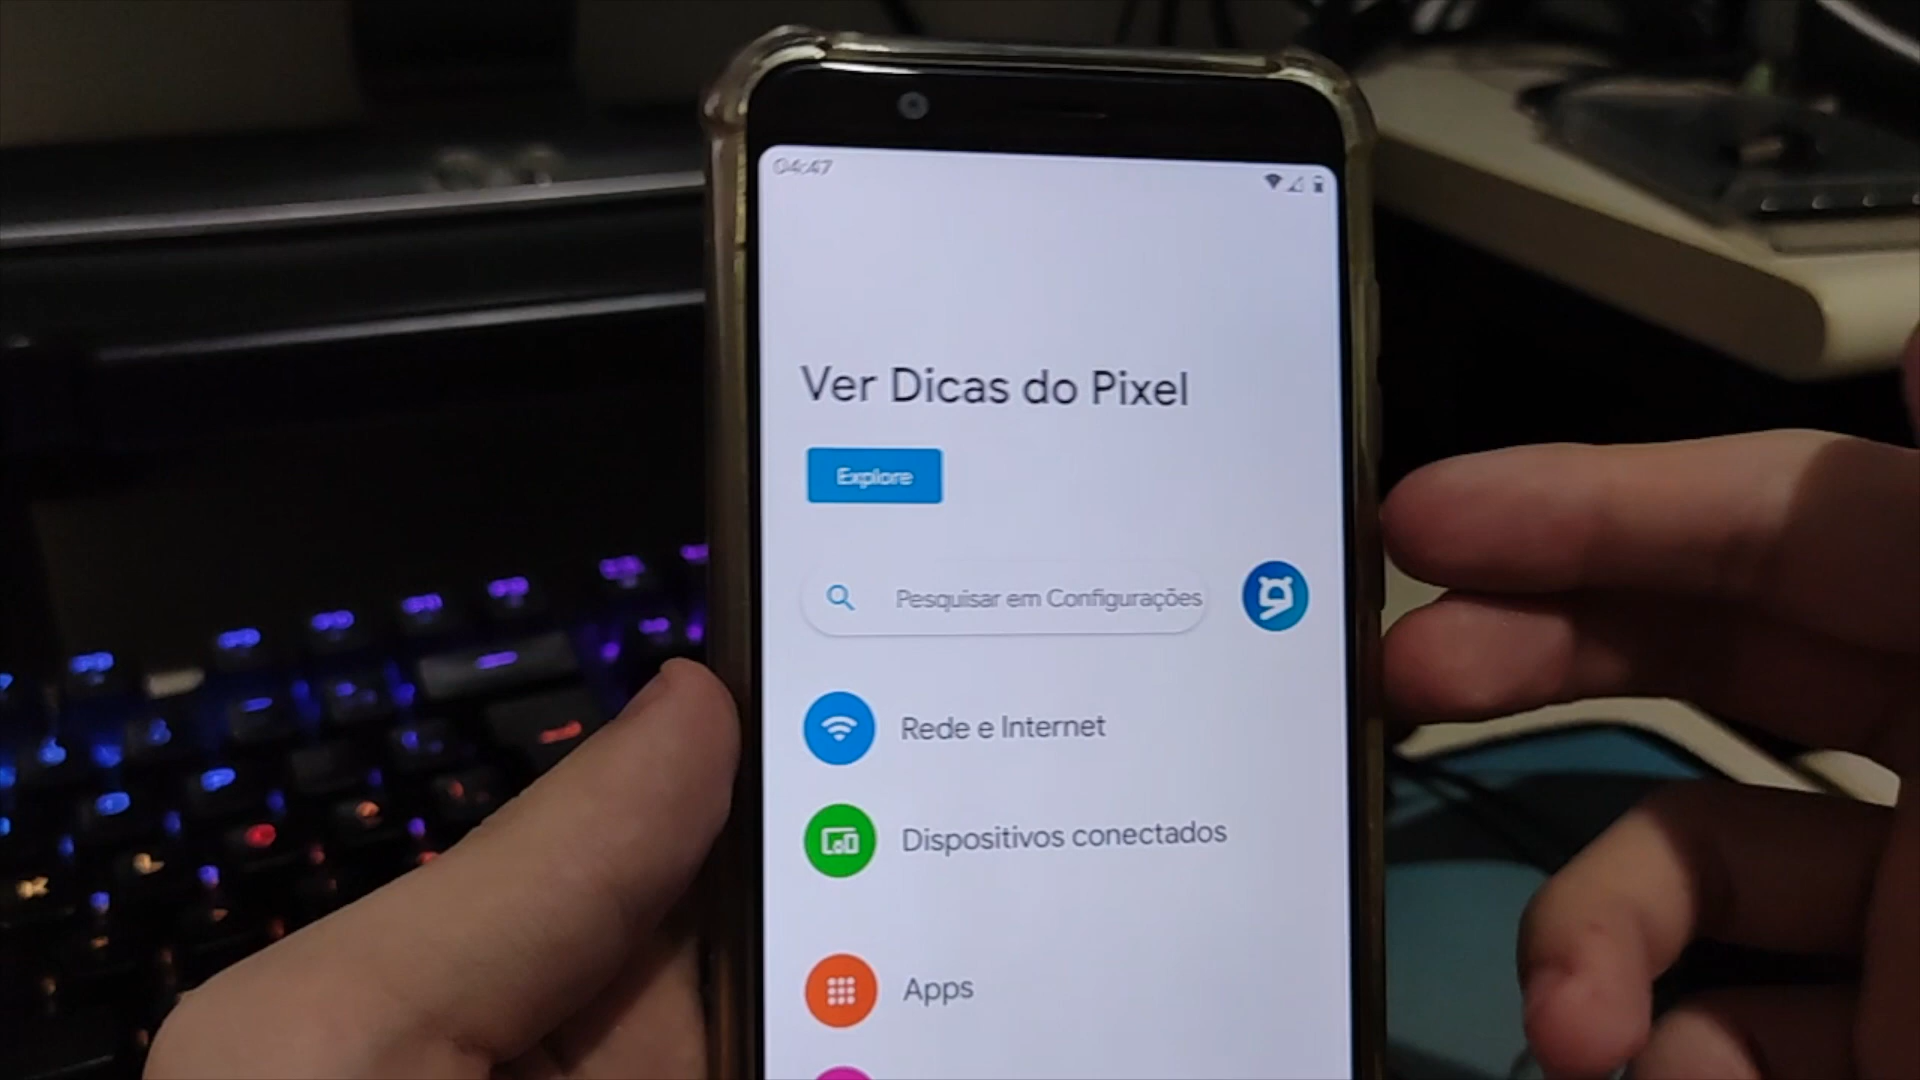 04:47
Ver Dicas do Pixel
Explore
Pesquisar em Configurações
Rede e Internet
Dispositivos conectados
Apps